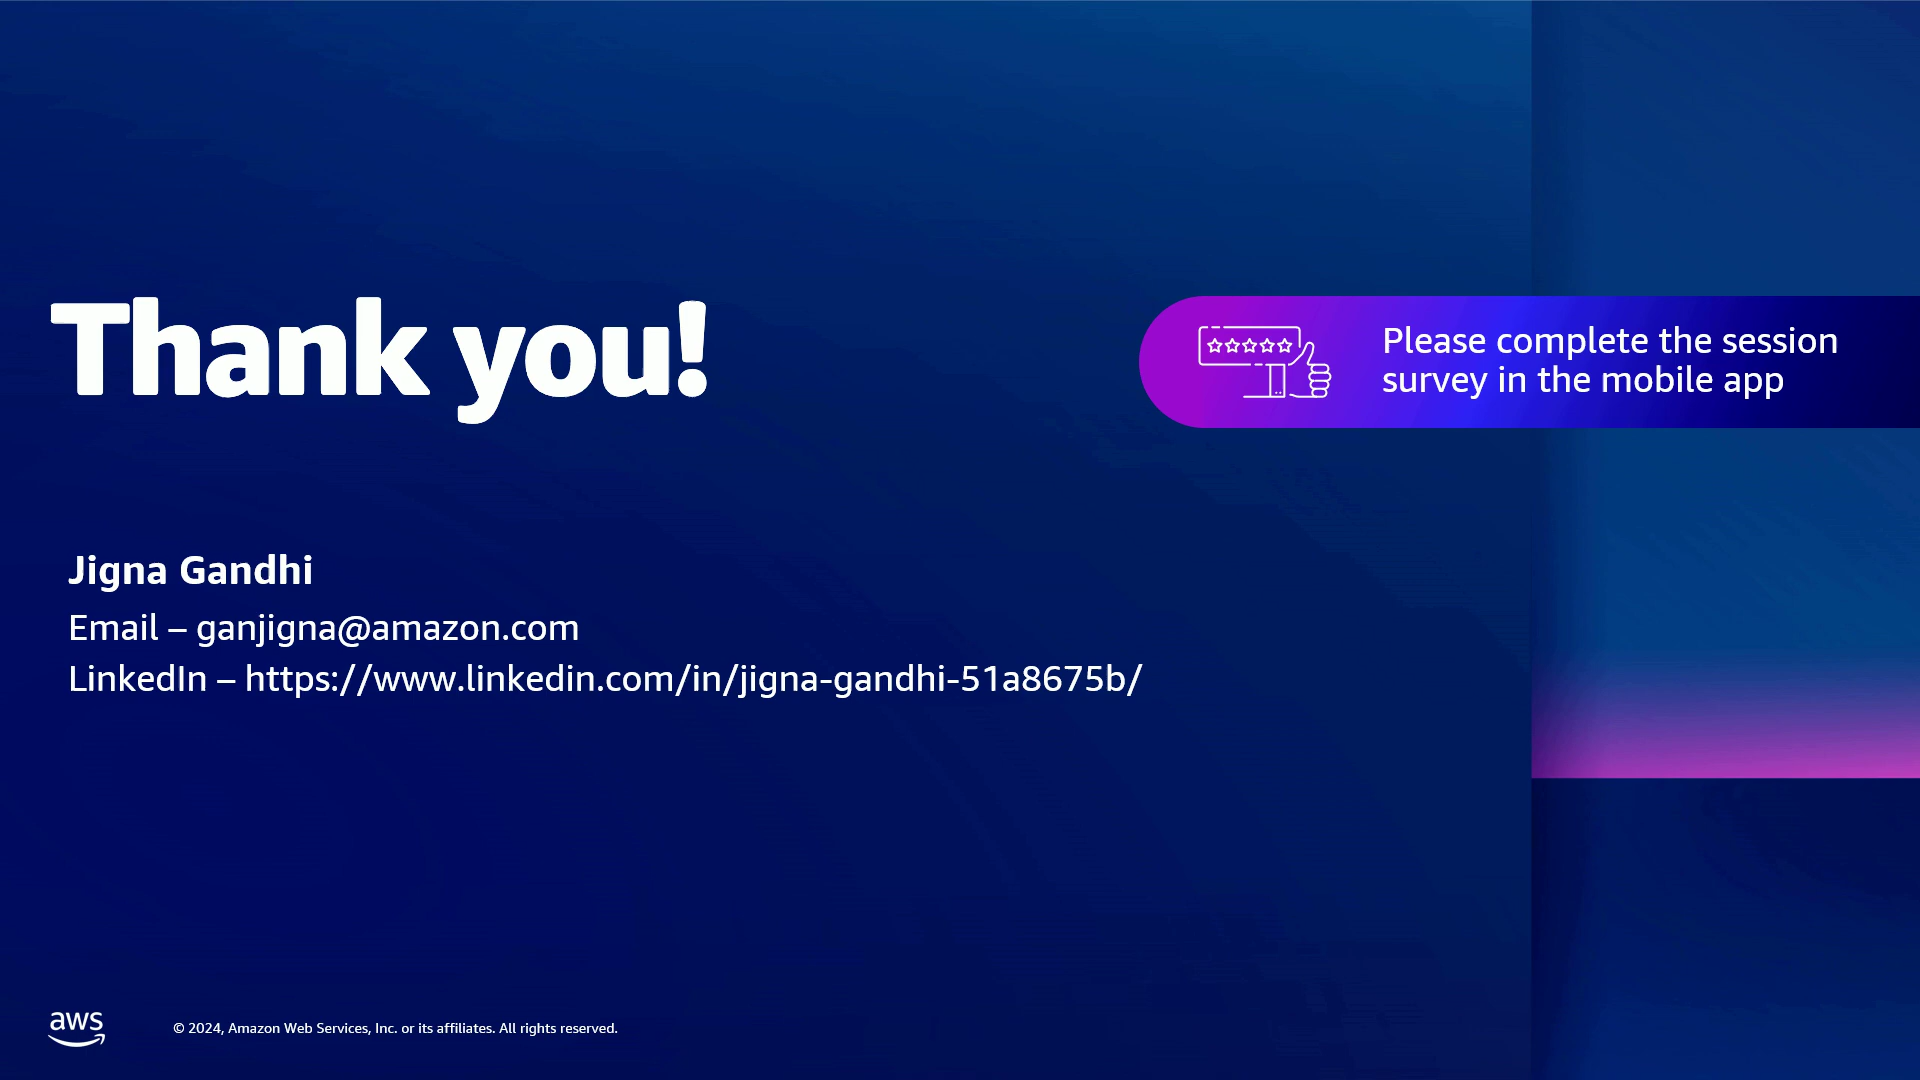 Thank you!
Please complete the session
survey in the mobile app
Jigna Gandhi
Email – ganjigna@amazon.com
LinkedIn – https://www.linkedin.com/in/jigna-gandhi-51a8675b/
aws
© 2024, Amazon Web Services, Inc. or its affiliates. All rights reserved.